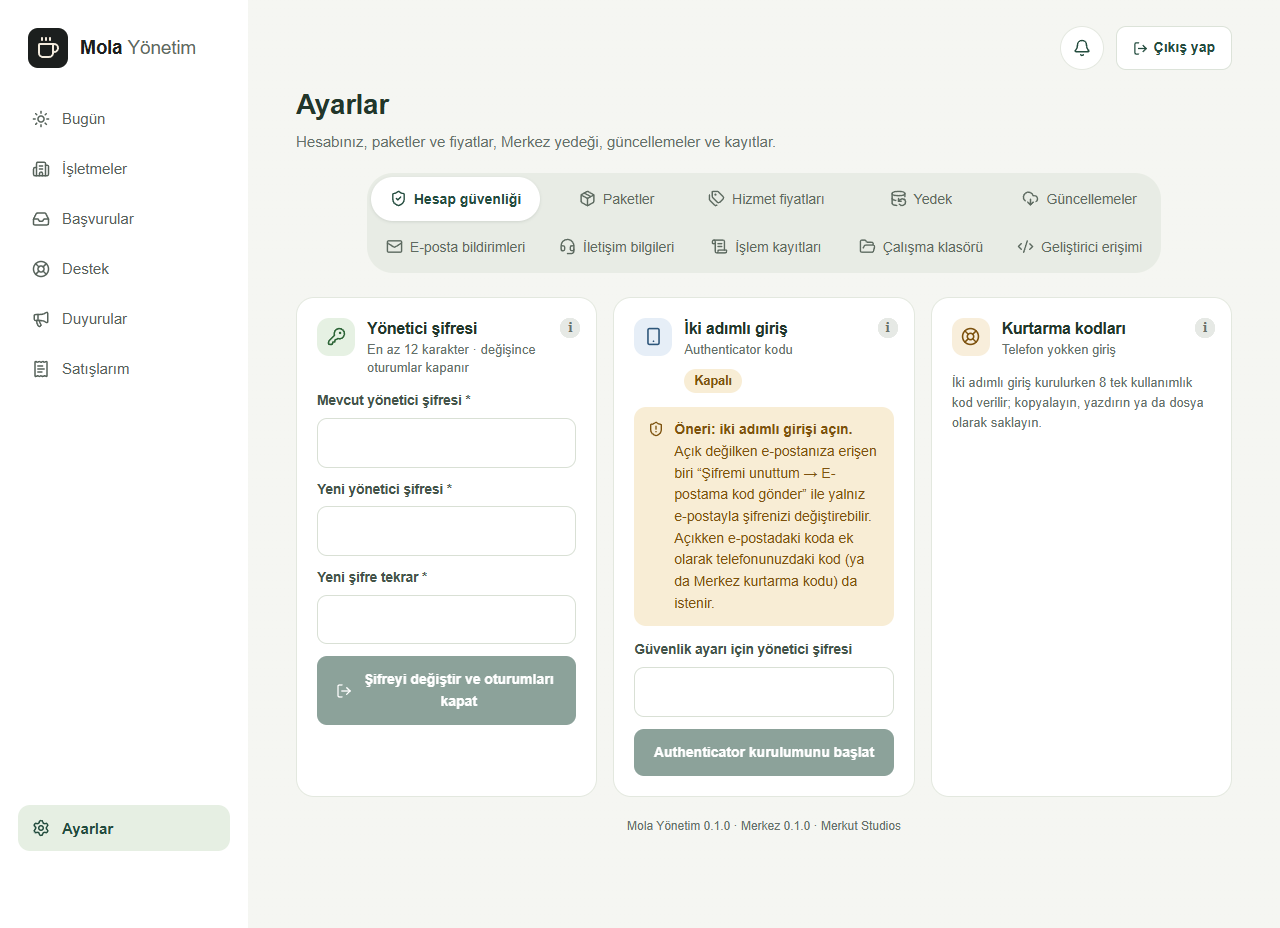 Mola Yönetim
Bugün
İşletmeler
Başvurular
Destek
Duyurular
Satışlarım
Ayarlar
Çıkış yap
Ayarlar
Hesabınız, paketler ve fiyatlar, Merkez yedeği, güncellemeler ve kayıtlar.
Hesap güvenliği
Paketler
Hizmet fiyatları
Yedek
Güncellemeler
E-posta bildirimleri
İletişim bilgileri
İşlem kayıtları
Çalışma klasörü
Geliştirici erişimi
Yönetici şifresi
i
En az 12 karakter · değişince
oturumlar kapanır
Mevcut yönetici şifresi *
Yeni yönetici şifresi *
Yeni şifre tekrar *
Şifreyi değiştir ve oturumları
kapat
İki adımlı giriş
i
Authenticator kodu
Kapalı
Öneri: iki adımlı girişi açın.
Açık değilken e-postanıza erişen
biri “Şifremi unuttum → E-
postama kod gönder” ile yalnız
e-postayla şifrenizi değiştirebilir.
Açıkken e-postadaki koda ek
olarak telefonunuzdaki kod (ya
da Merkez kurtarma kodu) da
istenir.
Güvenlik ayarı için yönetici şifresi
Authenticator kurulumunu başlat
Kurtarma kodları
i
Telefon yokken giriş
İki adımlı giriş kurulurken 8 tek kullanımlık
kod verilir; kopyalayın, yazdırın ya da dosya
olarak saklayın.
Mola Yönetim 0.1.0 · Merkez 0.1.0 · Merkut Studios